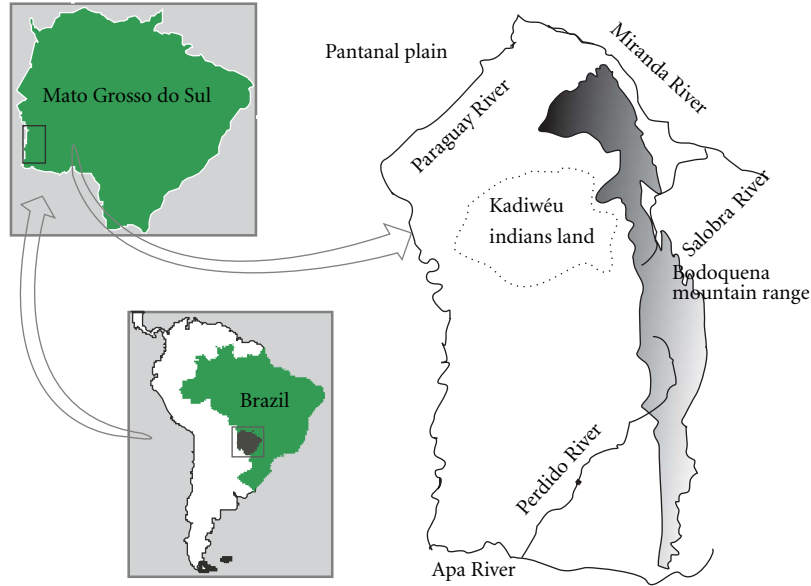 Mato Grosso do Sul
Brazil
Pantanal plain
Miranda River
Paraguay River
Kadiwéu
indians land
Salobra River
Bodoquena
mountain range
Perdido River
Apa River